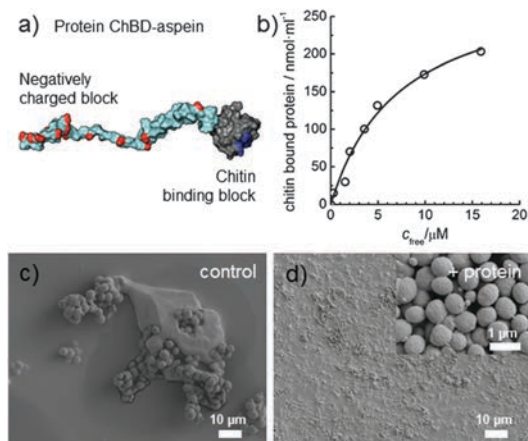 a) Protein ChBD-aspein
Negatively
charged block
Chitin
binding block
b)
chitin bound protein / nmol·ml⁻¹
250
200
150
100
50
0
0 5 10 15 20
c_free/µM
c) control
10 µm
d) + protein
1 µm
10 µm